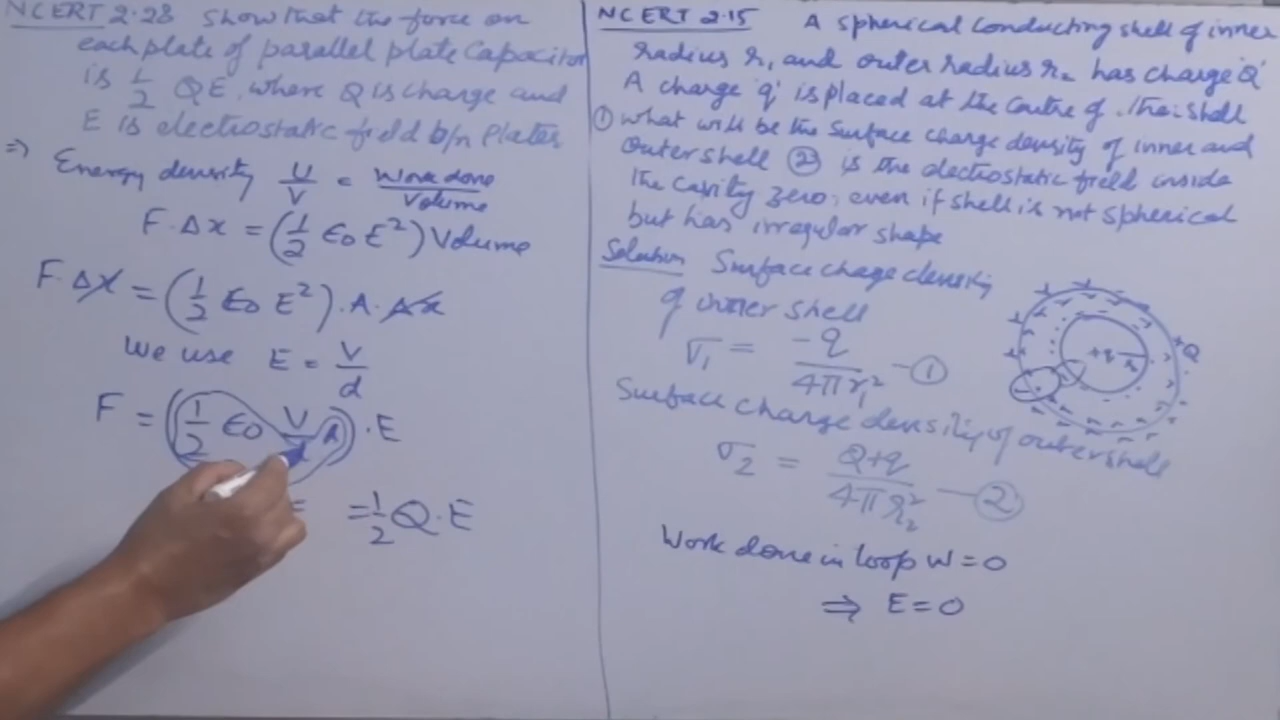 NCERT 2.28 Show that the force on
each plate of parallel plate Capacitor
is 1/2 QE, where Q is charge and
E is electrostatic field b/n Plates
⇒ Energy density U/V = Work done/Volume
F.Δx = (1/2 ε0 E²) Volume
F.Δx = (1/2 ε0 E²).A.Δx
We use E = V/d
F = (1/2 ε0 V A).E
= 1/2 Q.E
NCERT 2.15 A spherical conducting shell of inner
radius r1 and outer radius r2 has charge 'Q'
A charge 'q' is placed at the Centre of the shell
① what will be the surface charge density of inner and
Outer shell ② is the electrostatic field inside
the cavity zero, even if shell is not spherical
but has irregular shape
Solution Surface chage density
of outer shell
σ1 = -q/4πr1² — ①
Surface charge density of outer shell
σ2 = Q+q/4πr2² — ②
Work done in loop W = 0
⇒ E = 0
+q
Q